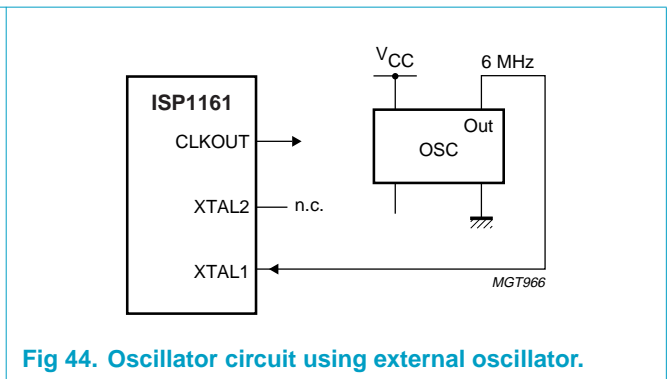 VCC
6 MHz
ISP1161
Out
CLKOUT
OSC
XTAL2
n.c.
XTAL1
MGT966
Fig 44. Oscillator circuit using external oscillator.